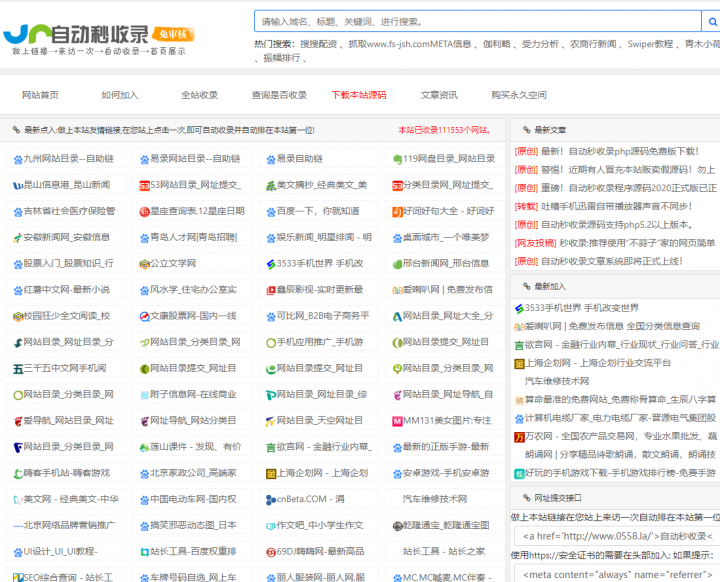 自动秒收录 免审核
做上链接→来访一次→自动收录→首页展示
请输入域名、标题、关键词、进行搜索。
热门搜索：搜搜配资 、抓取www.fs-jsh.comMETA信息 、伽利略 、受力分析 、农商行新闻 、Swiper教程 、青木小荷
、振幅排行 、
网站首页 如何加入 全站收录 查询是否收录 下载本站源码 文章资讯 购买永久空间
最新点入:做上本站友情链接,在您站上点击一次,即可自动收录并自动排在本站第一位! 本站已收录111553个网站。
九州网站目录--自动链 易录网站目录--自动链 易录自动链 119网盘目录_网站目录
昆山信息港_昆山新闻 53网站目录_网址提交_ 美文摘抄_经典美文_美 分类目录网_网址提交_
吉林省社会医疗保险管 星座查询表.12星座日期 百度一下，你就知道 好词好句大全 - 好词好
安徽新闻网_安徽信息 青岛人才网|青岛招聘| 娱乐新闻_明星绯闻 - 明 桌面城市_一个唯美梦
股票入门_股票知识_行 公立文学网 3533手机世界 手机改 邢台新闻网_邢台信息
红薯中文网-最新小说 风水学_住宅办公室实 鑫辰影视-实时更新最 爱喇叭网 | 免费发布信
校园狂少全文阅读_校 文康股票网-国内一线 可比网_B2B电子商务平 网站目录_网址大全_分
网站目录_网址目录_分 网站目录_分类目录_网 手机应用推广_手机游 网站目录提交_网址目
三千五中文网手机阅 网站目录提交_网址目 网站目录提交_网址目 网站目录_分类目录_网
网站目录_分类目录_网 附子信息网-在线商业 网站目录_网址目录_综 网站目录_网址导航_自
爱导航_网站目录_网址 网址导航_网站分类目 网站目录_天空网址目 MM131美女图片:专注
网站目录_分类目录_网 莲山课件 - 发现、有价 欲言网 - 金融行业内幕_ 最新的正版手游-最新
嗨客手机站-嗨客游戏 北京家政公司_高端家 上海企划网 - 上海企划 安卓游戏-手机安卓游
美文网 - 经典美文-中华 中国电动车网-国内权 cnBeta.COM - 清 汽车维修技术网
北京网络品牌营销推广 搞笑邪恶动态图_日本 作文吧_中小学生作文 乾隆通宝_乾隆通宝图
UI设计_UI_UI教程- 站长工具-百度权重排 69DJ嗨嗨网-最新商品 站长工具 - 站长之家
SEO综合查询 - 站长工 车牌号码自选_网上车 丽人服装网-丽人网,服 MC,MC喊麦,MC伴奏 -
最新文章
[原创] 最新！自动秒收录php源码免费版下载！
[原创] 警惕！近期有人冒充本站贩卖假源码！勿上
[原创] 重磅！自动秒收录程序源码2020正式版已正
[转载] 吐槽手机迅雷自带播放器声音不同步！
[原创] 自动秒收录源码支持php5.2以上版本。
[网友投稿] 秒收录:推荐使用“不蒜子”家的网页简单
[原创] 自动秒收录文章系统即将正式上线！
最新加入
3533手机世界 手机改变世界
爱喇叭网 | 免费发布信息 全国分类信息查询
欲言网 - 金融行业内幕_行业现状_行业问答_行业
上海企划网 - 上海企划行业交流平台
汽车维修技术网
算命最准的免费网站_免费称骨算命_生辰八字算
计算机电缆厂家_电力电缆厂家-晋源电气集团股
万农网 - 全国农产品交易网，专业水果批发、蔬
朗诵网 | 分享精品诗歌朗诵，散文朗诵，朗诵技
好玩的手机游戏下载-手机游戏排行榜-免费手游
网址提交接口
做上本站链接在您站上来访一次自动排在本站第一位
<a href='http://www.0558.la/'>自动秒收录<
使用https://安全证书的需要在头部加入: 如果提示：
<meta content="always" name="referrer">